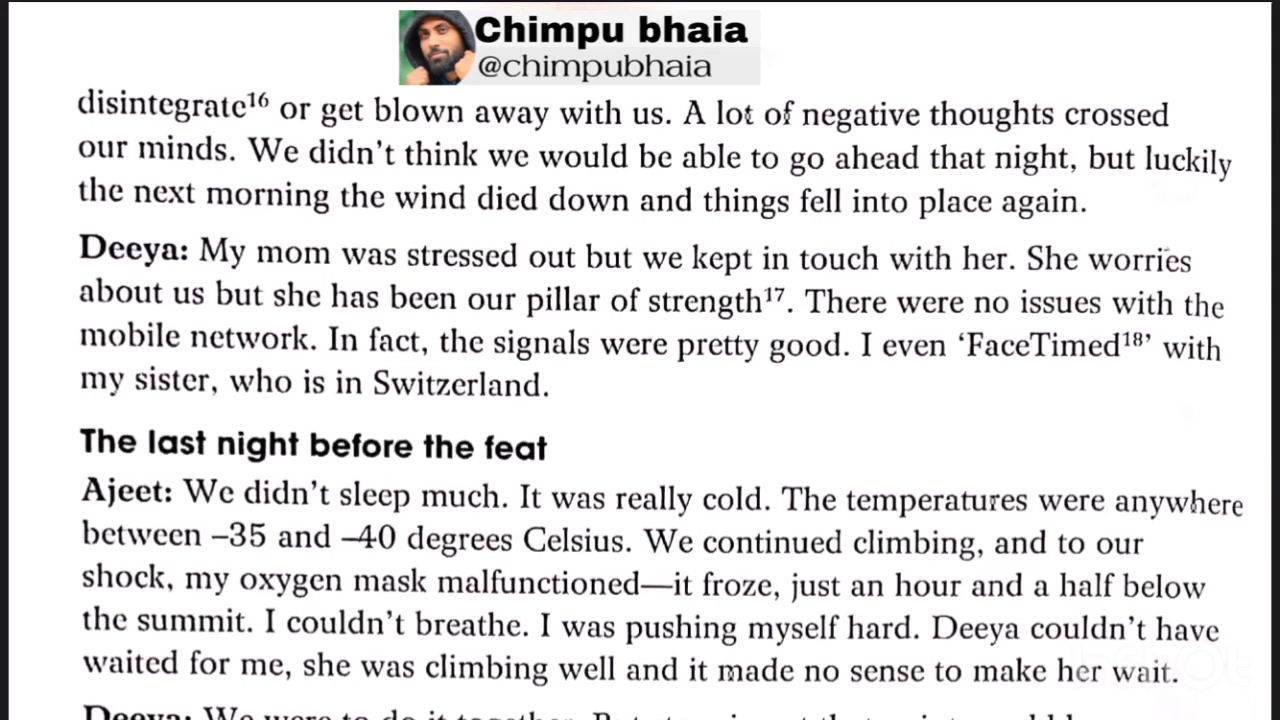 Chimpu bhaia
@chimpubhaia
disintegrate¹⁶ or get blown away with us. A lot of negative thoughts crossed
our minds. We didn’t think we would be able to go ahead that night, but luckily
the next morning the wind died down and things fell into place again.
Deeya: My mom was stressed out but we kept in touch with her. She worries
about us but she has been our pillar of strength¹⁷. There were no issues with the
mobile network. In fact, the signals were pretty good. I even ‘FaceTimed¹⁸’ with
my sister, who is in Switzerland.
The last night before the feat
Ajeet: We didn’t sleep much. It was really cold. The temperatures were anywhere
between –35 and –40 degrees Celsius. We continued climbing, and to our
shock, my oxygen mask malfunctioned—it froze, just an hour and a half below
the summit. I couldn’t breathe. I was pushing myself hard. Deeya couldn’t have
waited for me, she was climbing well and it made no sense to make her wait.
Deeya: We were to do it together.